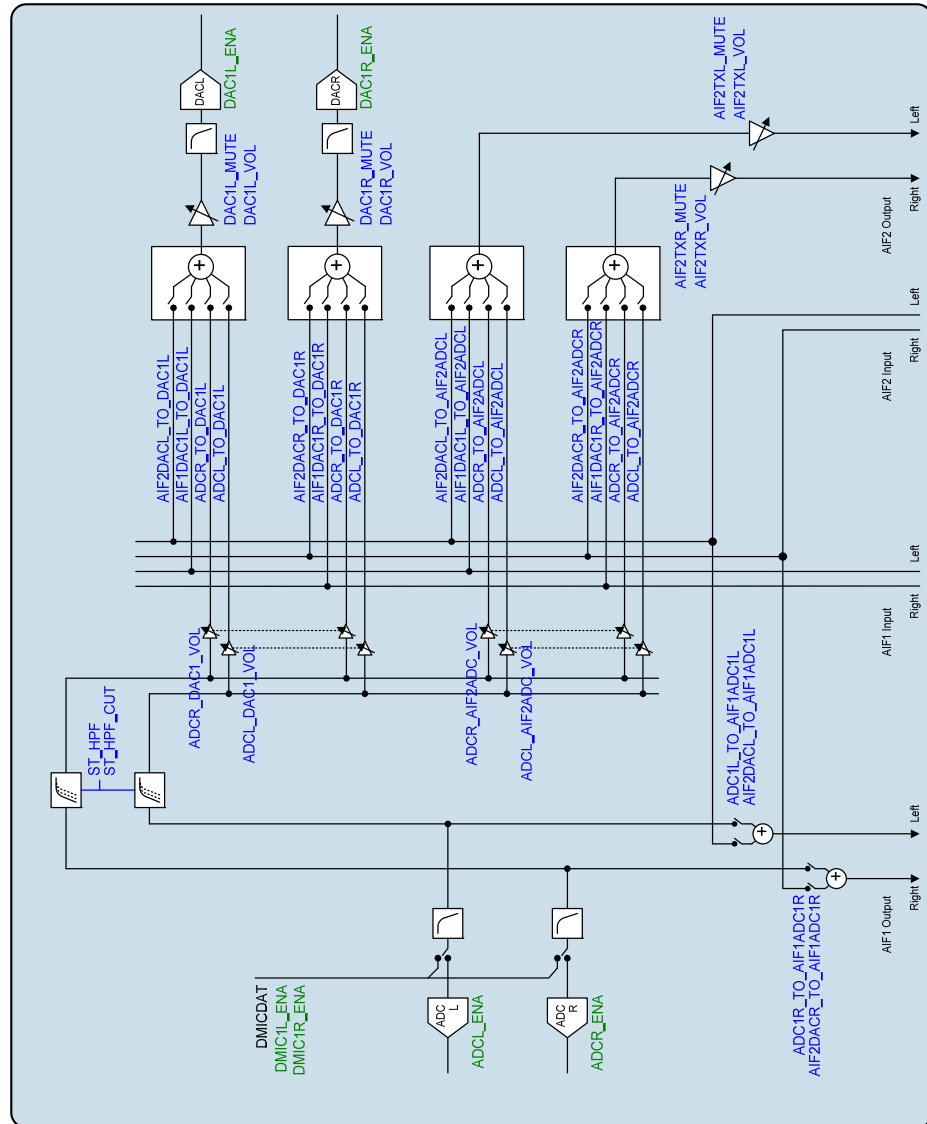 DACL
DAC1L_ENA
DACR
DAC1R_ENA
DAC1L_MUTE
DAC1L_VOL
DAC1R_MUTE
DAC1R_VOL
AIF2TXL_MUTE
AIF2TXL_VOL
AIF2TXR_MUTE
AIF2TXR_VOL
Left
Right
AIF2 Output
AIF2DACL_TO_DAC1L
AIF1DAC1L_TO_DAC1L
ADCR_TO_DAC1L
ADCL_TO_DAC1L
AIF2DACR_TO_DAC1R
AIF1DAC1R_TO_DAC1R
ADCR_TO_DAC1R
ADCL_TO_DAC1R
AIF2DACL_TO_AIF2ADCL
AIF1DAC1L_TO_AIF2ADCL
ADCR_TO_AIF2ADCL
ADCL_TO_AIF2ADCL
AIF2DACR_TO_AIF2ADCR
AIF1DAC1R_TO_AIF2ADCR
ADCR_TO_AIF2ADCR
ADCL_TO_AIF2ADCR
Left
Right
AIF2 Input
Left
Right
AIF1 Input
ADCR_DAC1_VOL
ADCL_DAC1_VOL
ADCR_AIF2ADC_VOL
ADCL_AIF2ADC_VOL
ST_HPF
ST_HPF_CUT
ADC1L_TO_AIF1ADC1L
AIF2DACL_TO_AIF1ADC1L
Left
Right
AIF1 Output
ADC1R_TO_AIF1ADC1R
AIF2DACR_TO_AIF1ADC1R
DMICDAT
DMIC1L_ENA
DMIC1R_ENA
ADC
L
ADCL_ENA
ADC
R
ADCR_ENA